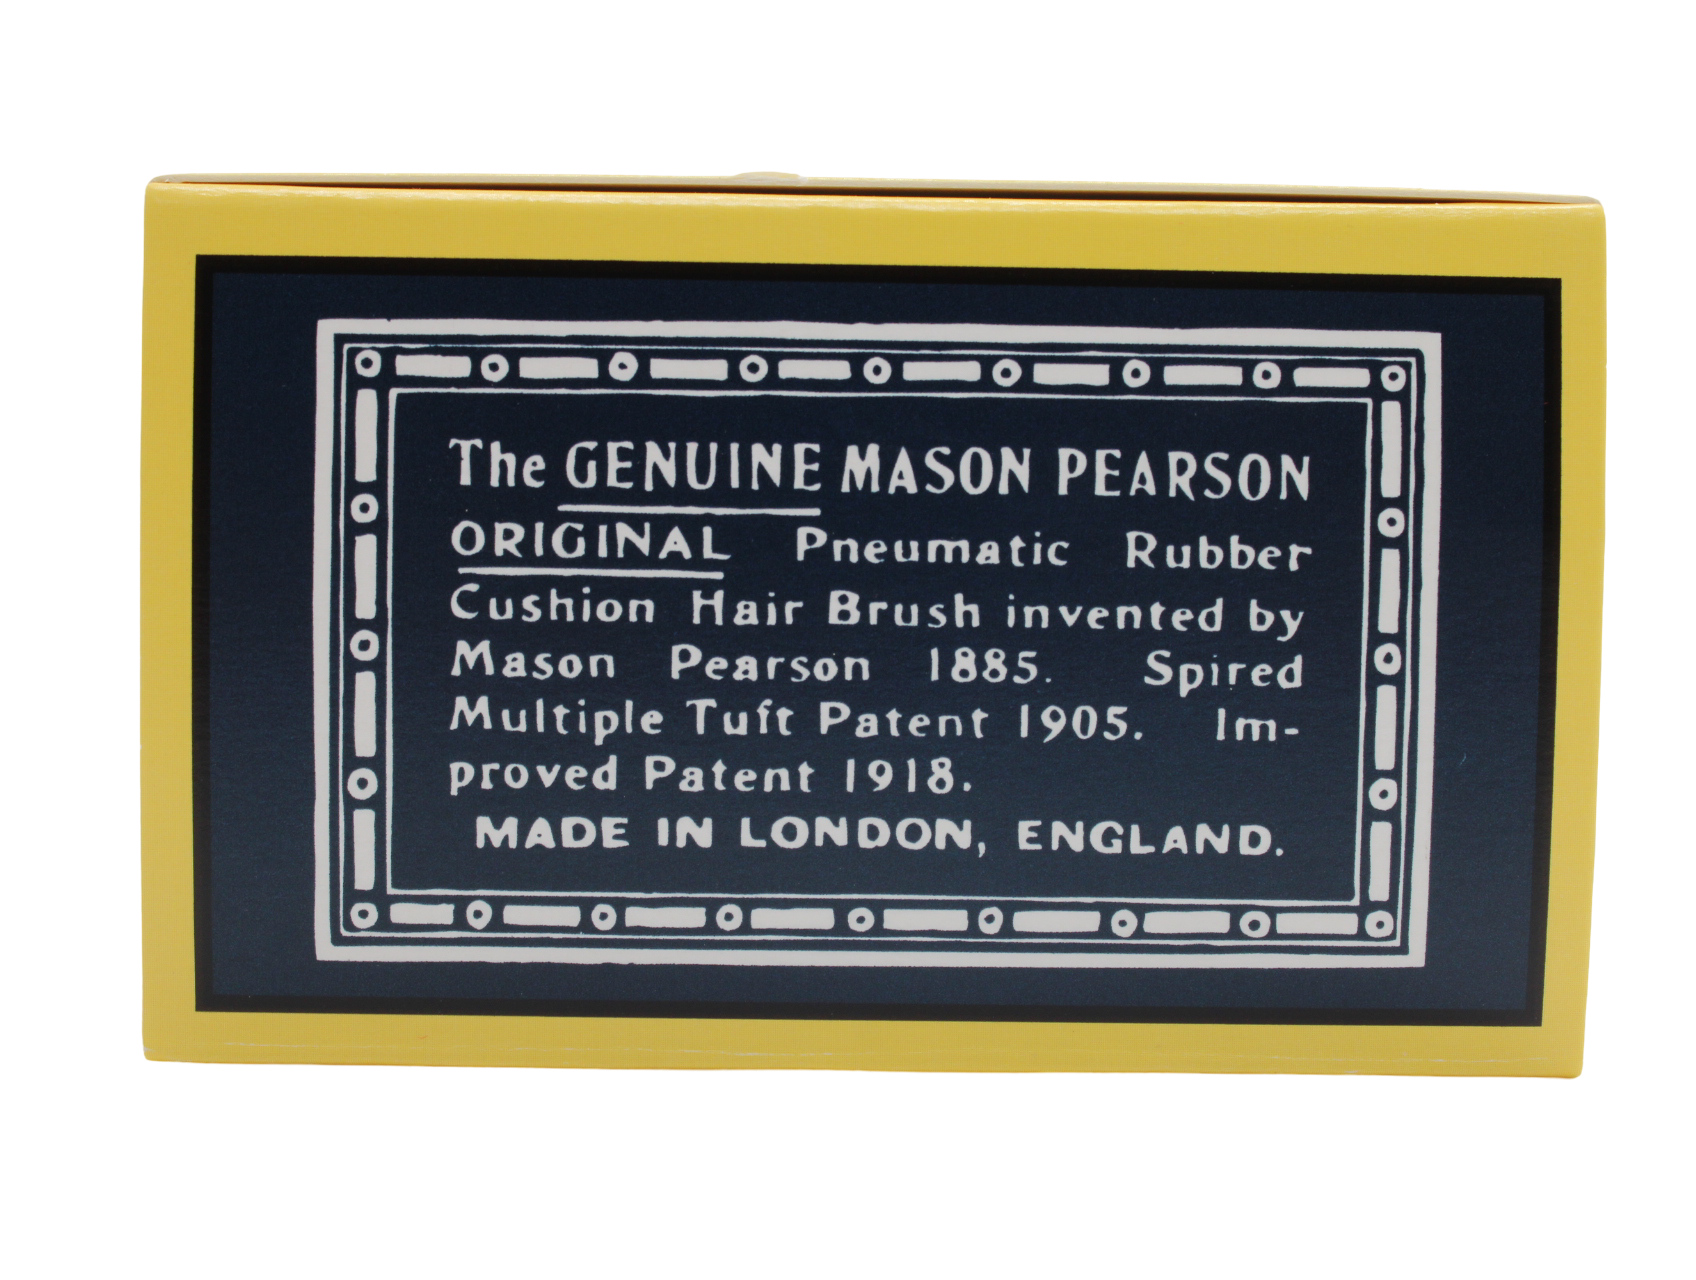 The GENUINE MASON PEARSON
ORIGINAL Pneumatic Rubber
Cushion Hair Brush invented by
Mason Pearson 1885. Spired
Multiple Tuft Patent 1905. Im-
proved Patent 1918.
MADE IN LONDON, ENGLAND.